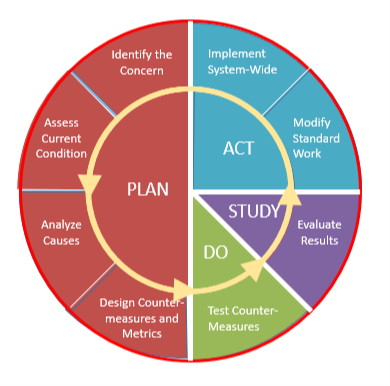 Identify the
Concern
Assess
Current
Condition
Analyze
Causes
Design Counter-
measures and
Metrics
PLAN
DO
Test Counter-
Measures
STUDY
Evaluate
Results
ACT
Modify
Standard
Work
Implement
System-Wide